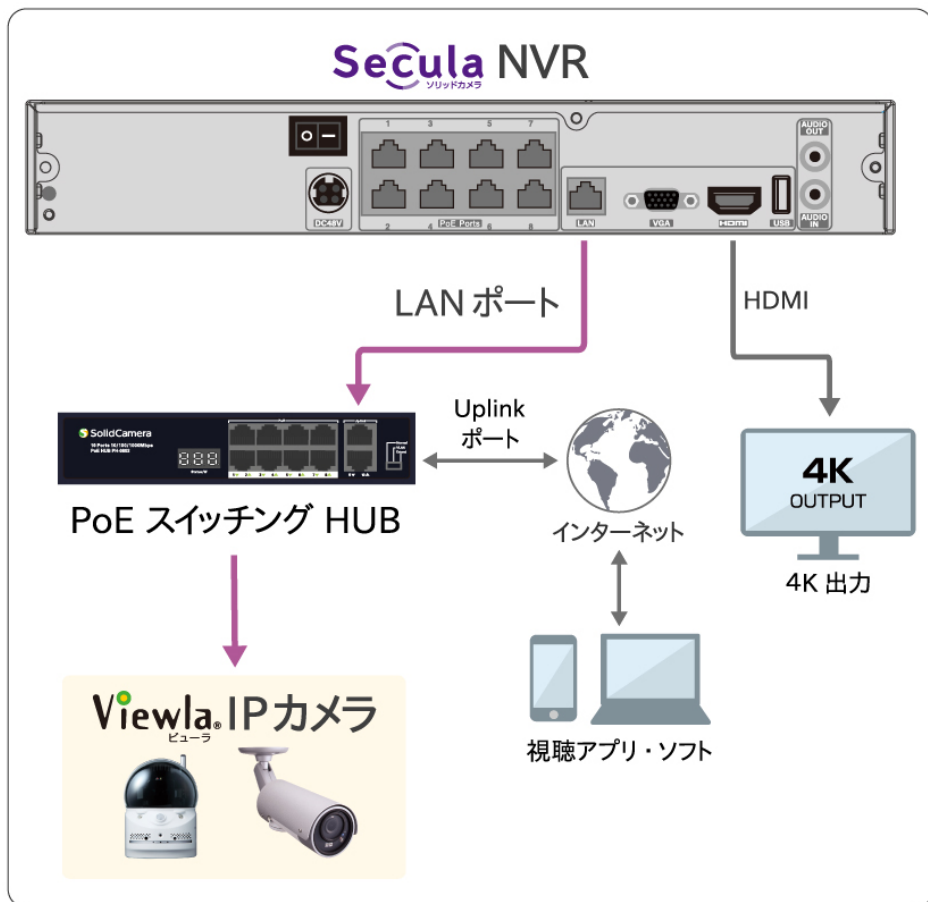 Secula NVR
ソリッドカメラ
1 3 5 7
AUDIO OUT
DC48V
2 4 PoE Ports 6 8
LAN
VGA
HDMI
USB
AUDIO IN
LAN ポート
HDMI
SolidCamera
PoE スイッチング HUB
Uplink
ポート
インターネット
4K
OUTPUT
4K 出力
Viewla® IP カメラ
ビューラ
視聴アプリ・ソフト